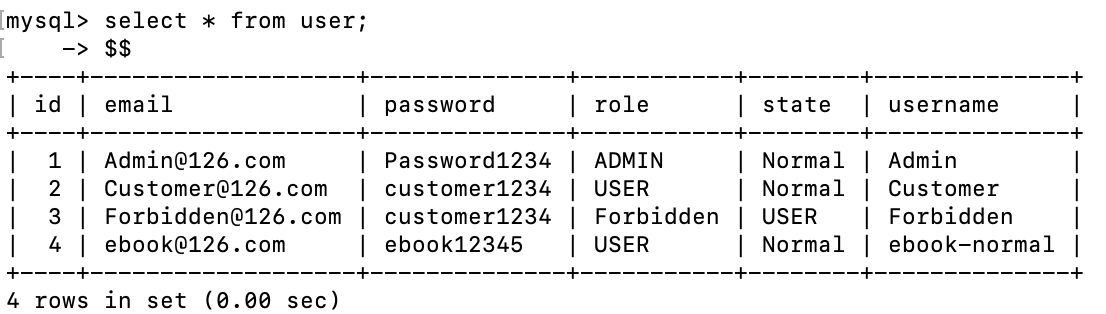 mysql> select * from user;
    -> $$
+----+--------------------+--------------+-----------+--------+--------------+
| id | email              | password     | role      | state  | username     |
+----+--------------------+--------------+-----------+--------+--------------+
|  1 | Admin@126.com      | Password1234 | ADMIN     | Normal | Admin        |
|  2 | Customer@126.com   | customer1234 | USER      | Normal | Customer     |
|  3 | Forbidden@126.com  | customer1234 | Forbidden | USER   | Forbidden    |
|  4 | ebook@126.com      | ebook12345   | USER      | Normal | ebook-normal |
+----+--------------------+--------------+-----------+--------+--------------+
4 rows in set (0.00 sec)